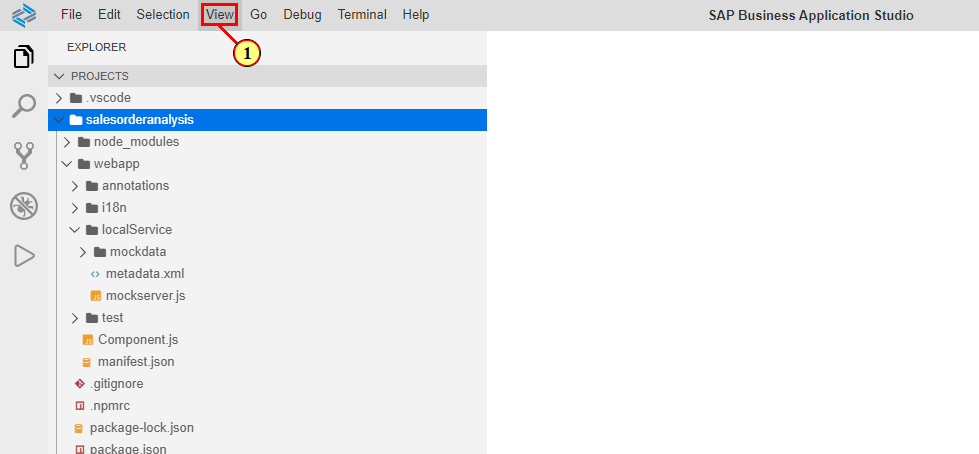 File Edit Selection View Go Debug Terminal Help SAP Business Application Studio
1
EXPLORER
PROJECTS
.vscode
salesorderanalysis
node_modules
webapp
annotations
i18n
localService
mockdata
metadata.xml
mockserver.js
test
Component.js
manifest.json
.gitignore
.npmrc
package-lock.json
package.json